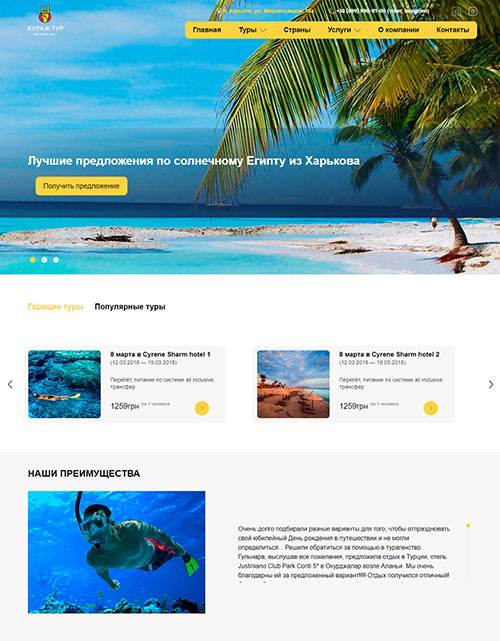 г. Харьков, ул. Мироносицкая, 99а
+38 (099) 996-81-00 (viber, telegram)
КУРАЖ ТУР
Главная Туры Страны Услуги О компании Контакты
Лучшие предложения по солнечному Египту из Харькова
Получить предложение
Горящие туры Популярные туры
8 марта в Cyrene Sharm hotel 1
(12.03.2018 — 19.03.2018)
Перелёт, питание по системе all inclusive,
трансфер
1259грн /за 1 человека
8 марта в Cyrene Sharm hotel 2
(12.03.2018 — 19.03.2018)
Перелёт, питание по системе all inclusive,
трансфер
1259грн /за 1 человека
НАШИ ПРЕИМУЩЕСТВА
Очень долго подбирали разные варианты для того, чтобы отпраздновать
свой юбилейный День рождения в путешествии и не могли
определиться... Решили обратиться за помощью в турагенство.
Гульнара, выслушав все пожелания, предложила отдых в Турции, отель
Justiniano Club Park Conti 5* в Окурджалар возле Аланьи. Мы очень
благодарны ей за предложенный вариант!!!! Отдых получился отличный!